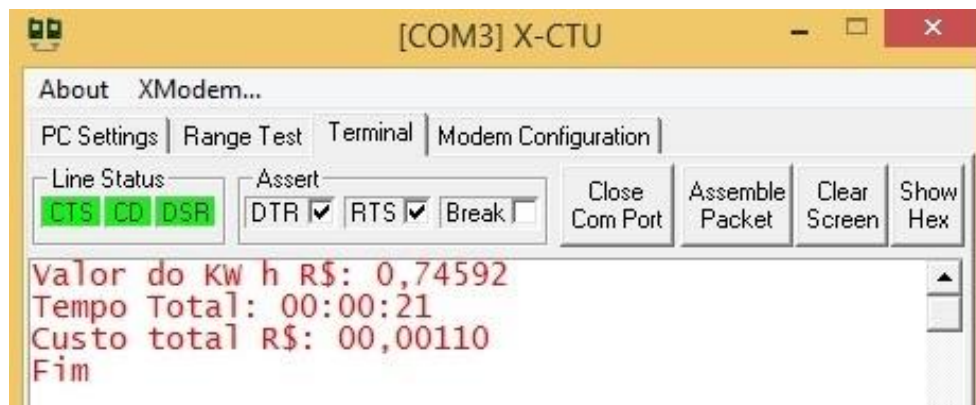 [COM3] X-CTU
About XModem...
PC Settings Range Test Terminal Modem Configuration
Line Status Assert
CTS CD DSR DTR RTS Break Close Com Port Assemble Packet Clear Screen Show Hex
Valor do KW h R$: 0,74592
Tempo Total: 00:00:21
Custo total R$: 00,00110
Fim